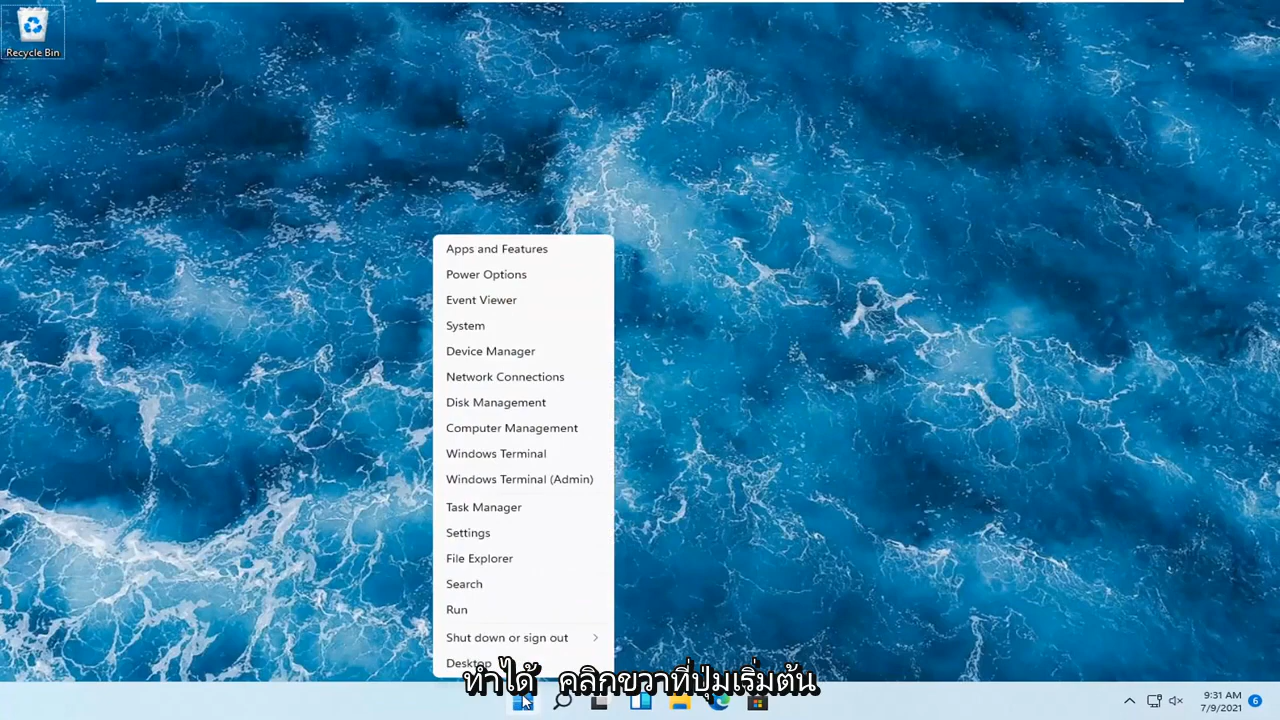 Recycle Bin
Apps and Features
Power Options
Event Viewer
System
Device Manager
Network Connections
Disk Management
Computer Management
Windows Terminal
Windows Terminal (Admin)
Task Manager
Settings
File Explorer
Search
Run
Shut down or sign out
Desktop
ทำได้ คลิกขวาที่ปุ่มเริ่มต้น
9:31 AM
7/9/2021
6